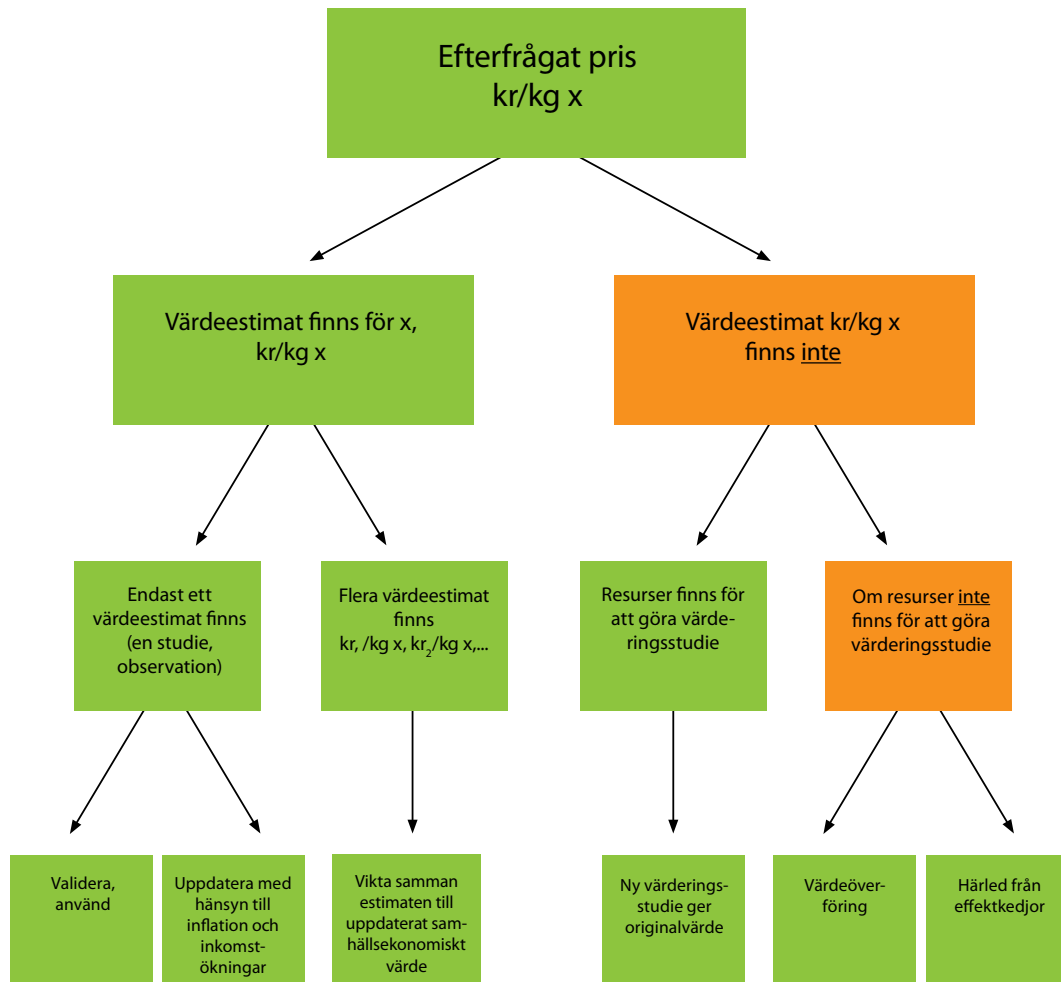 Efterfrågat pris
kr/kg x
Värdeestimat finns för x,
kr/kg x
Värdeestimat kr/kg x
finns inte
Endast ett
värdeestimat finns
(en studie,
observation)
Flera värdeestimat
finns
kr, /kg x, kr₂/kg x,...
Resurser finns för
att göra värde-
ringsstudie
Om resurser inte
finns för att göra
värderingsstudie
Validera,
använd
Uppdatera med
hänsyn till
inflation och
inkomst-
ökningar
Vikta samman
estimaten till
uppdaterat sam-
hällsekonomiskt
värde
Ny värderings-
studie ger
originalvärde
Värdeöver-
föring
Härled från
effektkedjor